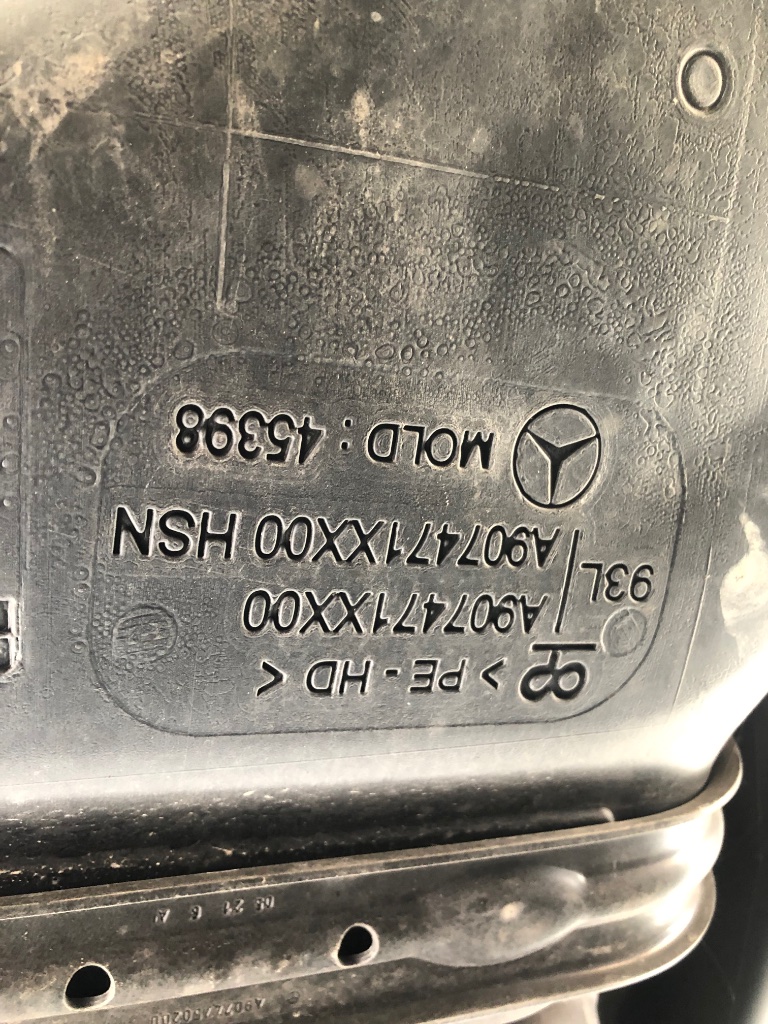 > PE - HD <
A907471XX00
93L
A907471XX00 HSN
MOLD : 45398